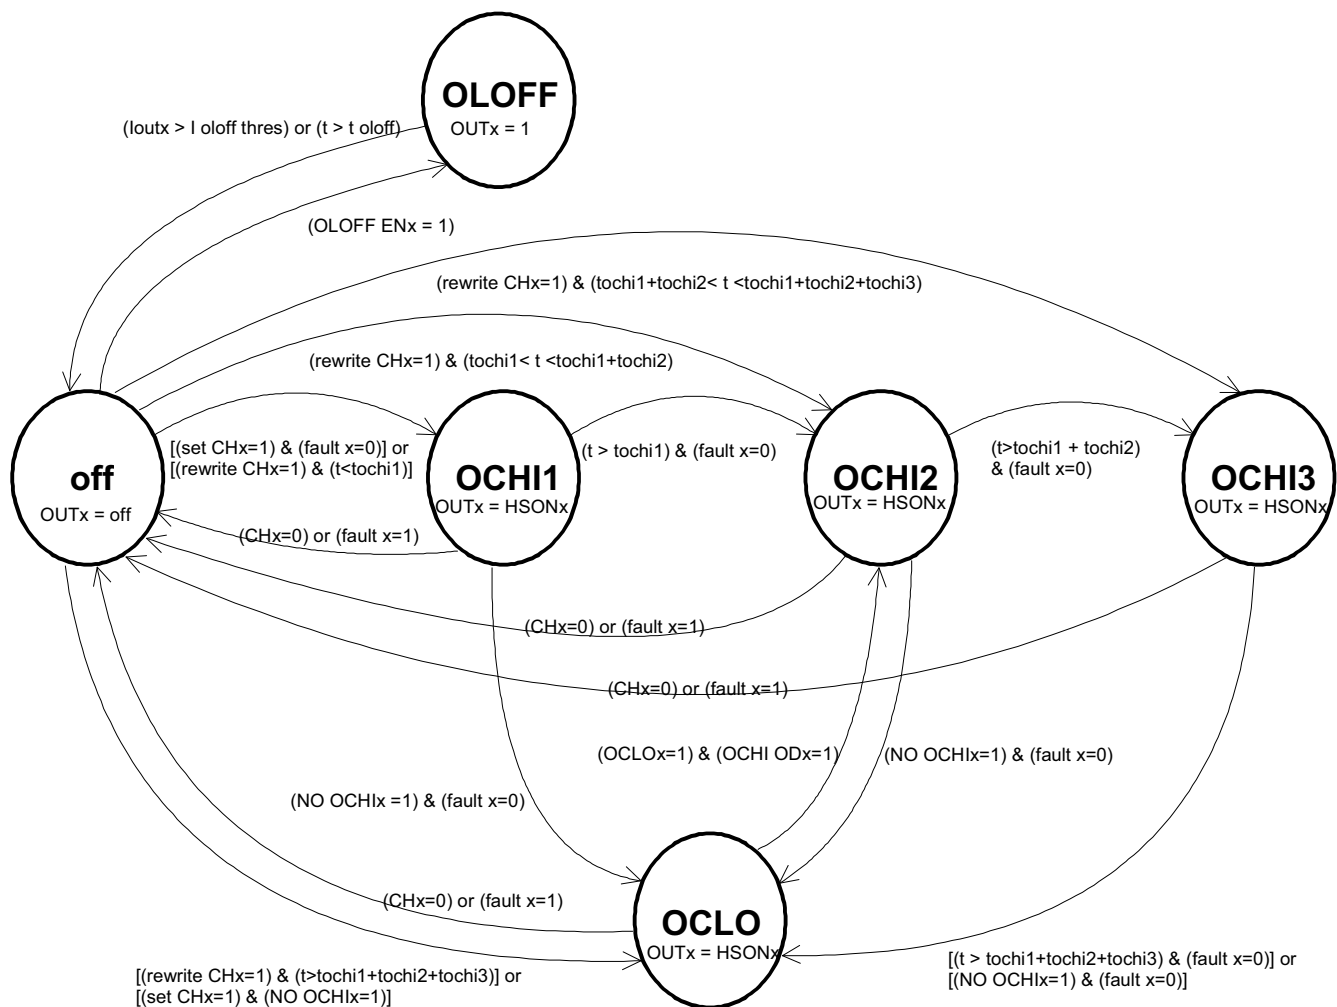 OLOFF
OUTx = 1
(Ioutx > I oloff thres) or (t > t oloff)
(OLOFF ENx = 1)
(rewrite CHx=1) & (tochi1+tochi2< t <tochi1+tochi2+tochi3)
(rewrite CHx=1) & (tochi1< t <tochi1+tochi2)
off
OUTx = off
[(set CHx=1) & (fault x=0)] or
[(rewrite CHx=1) & (t<tochi1)]
OCHI1
OUTx = HSONx
(t > tochi1) & (fault x=0)
OCHI2
OUTx = HSONx
(t>tochi1 + tochi2)
& (fault x=0)
OCHI3
OUTx = HSONx
(CHx=0) or (fault x=1)
(CHx=0) or (fault x=1)
(CHx=0) or (fault x=1)
(OCLOx=1) & (OCHI ODx=1)
(NO OCHIx=1) & (fault x=0)
(NO OCHIx =1) & (fault x=0)
(CHx=0) or (fault x=1)
OCLO
OUTx = HSONx
[(rewrite CHx=1) & (t>tochi1+tochi2+tochi3)] or
[(set CHx=1) & (NO OCHIx=1)]
[(t > tochi1+tochi2+tochi3) & (fault x=0)] or
[(NO OCHIx=1) & (fault x=0)]